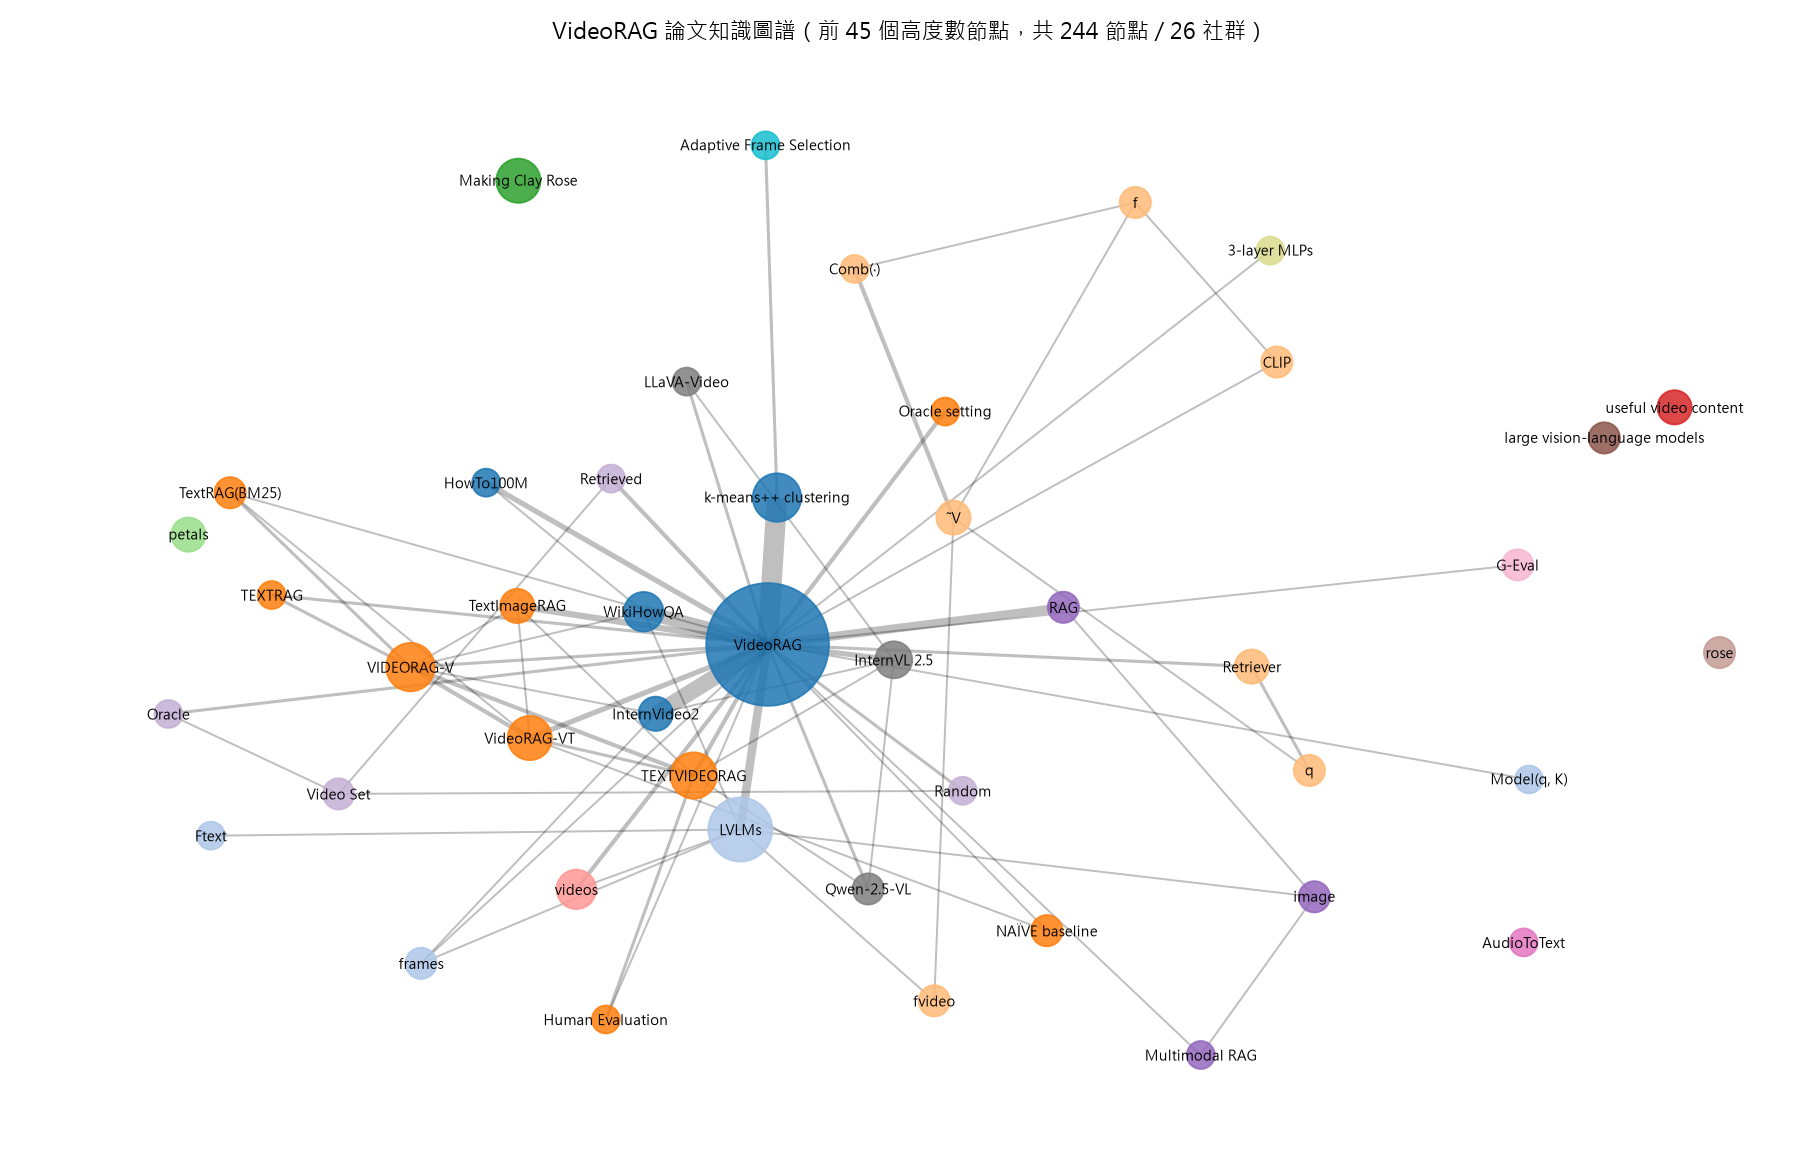 VideoRAG 論文知識圖譜（前 45 個高度數節點，共 244 節點 / 26 社群）
Adaptive Frame Selection
Making Clay Rose
f
3-layer MLPs
Comb(·)
CLIP
LLaVA-Video
Oracle setting
useful video content
large vision-language models
HowTo100M
Retrieved
TextRAG(BM25)
k-means++ clustering
~V
petals
G-Eval
TEXTRAG
TextImageRAG
WikiHowQA
RAG
VideoRAG
rose
InternVL 2.5
VIDEORAG-V
Retriever
Oracle
InternVideo2
VideoRAG-VT
TEXTVIDEORAG
q
Model(q, K)
Video Set
Random
Ftext
LVLMs
videos
Qwen-2.5-VL
image
NAÏVE baseline
AudioToText
frames
fvideo
Human Evaluation
Multimodal RAG